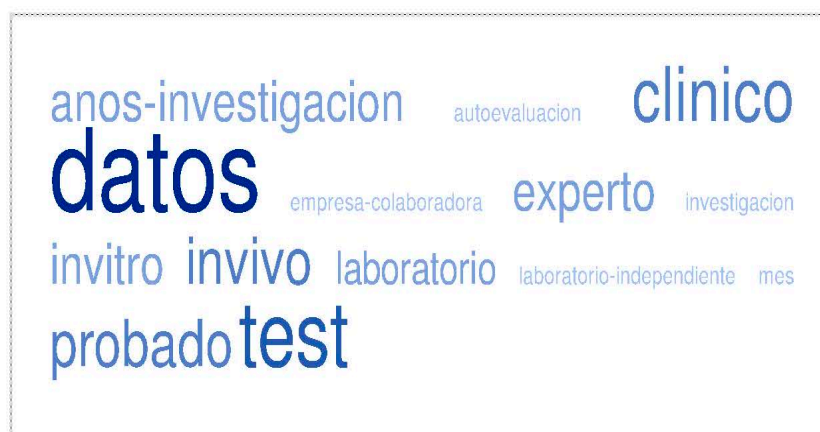 anos-investigacion autoevaluacion clinico
datos empresa-colaboradora experto investigacion
invitro invivo laboratorio laboratorio-independiente mes
probado test